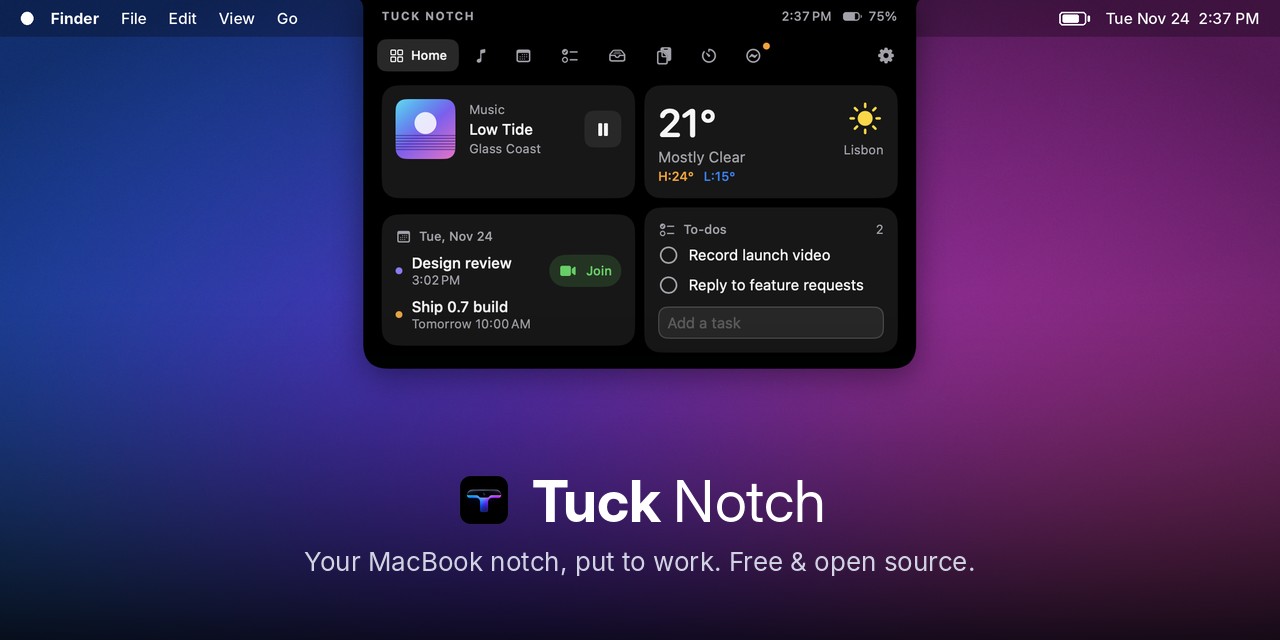 Finder File Edit View Go
Tue Nov 24 2:37 PM
TUCK NOTCH
2:37 PM 75%
Home
Music
Low Tide
Glass Coast
21°
Mostly Clear
H:24° L:15°
Lisbon
Tue, Nov 24
Design review
3:02 PM
Join
Ship 0.7 build
Tomorrow 10:00 AM
To-dos 2
Record launch video
Reply to feature requests
Add a task
Tuck Notch
Your MacBook notch, put to work. Free & open source.